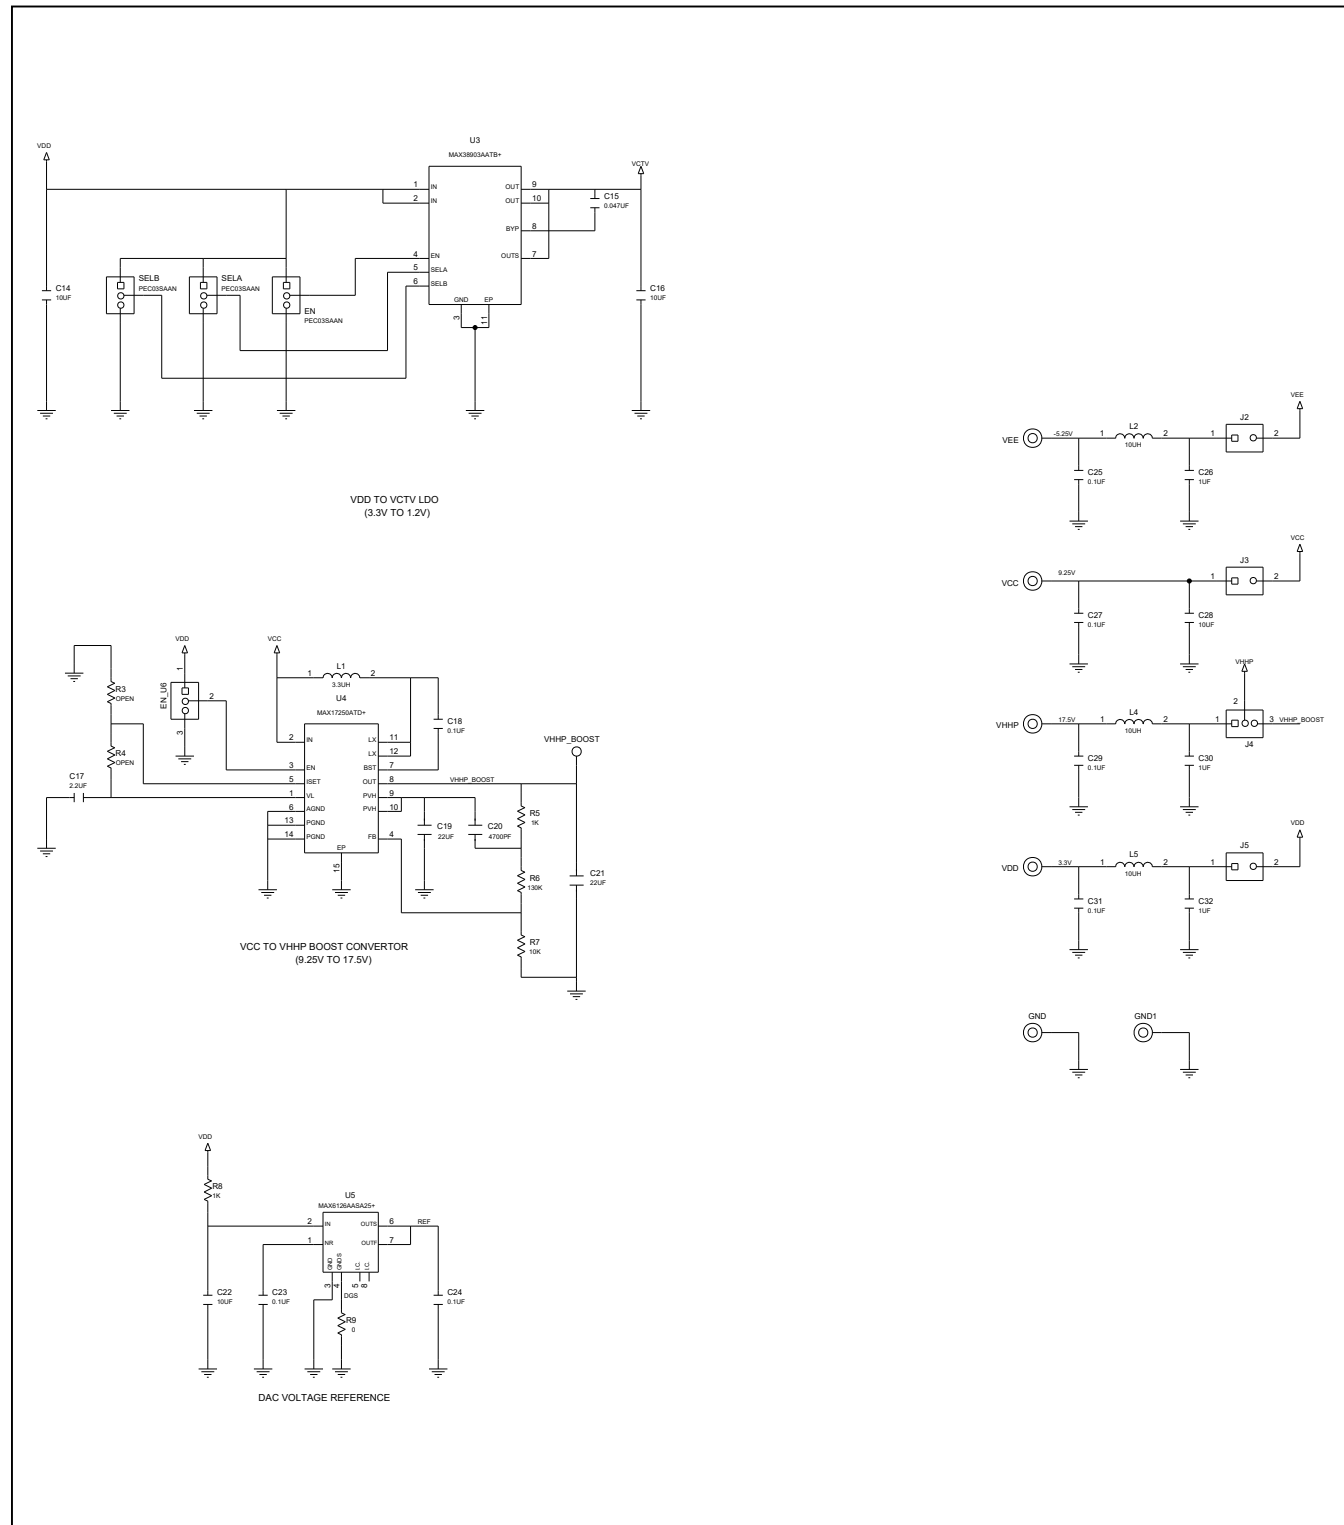 U3
MAX38903AATB+
VDD
VCTV
1 IN OUT 9
2 IN OUT 10
C15
0.047UF
BYP 8
4 EN OUTS 7
5 SELA
6 SELB
GND EP
3 11
C14
10UF
SELB
PEC03SAAN
SELA
PEC03SAAN
EN
PEC03SAAN
C16
10UF
VDD TO VCTV LDO
(3.3V TO 1.2V)
VEE -5.25V 1 L2 2 1 J2 2 VEE
10UH
C25
0.1UF
C26
1UF
VCC 9.25V 1 J3 2 VCC
C27
0.1UF
C28
10UF
VHHP
VHHP 17.5V 1 L4 2 1 2 3 VHHP_BOOST
10UH
J4
C29
0.1UF
C30
1UF
VDD 3.3V 1 L5 2 1 J5 2 VDD
10UH
C31
0.1UF
C32
1UF
GND GND1
VDD
VCC
1 L1 2
3.3UH
R3
OPEN
R4
OPEN
C17
2.2UF
EN_U6
1
2
3
U4
MAX17250ATD+
C18
0.1UF
2 IN LX 11
LX 12
3 EN BST 7
5 ISET OUT 8 VHHP_BOOST
1 VL PVH 9
6 AGND PVH 10
13 PGND
14 PGND FB 4
EP
15
VHHP_BOOST
C19
22UF
C20
4700PF
R5
1K
R6
130K
R7
10K
C21
22UF
VCC TO VHHP BOOST CONVERTOR
(9.25V TO 17.5V)
VDD
R8
1K
U5
MAX6126AASA25+
2 IN OUTS 6 REF
1 NR OUTF 7
GND GNDS I.C. I.C.
3 4 5 8
DGS
C22
10UF
C23
0.1UF
R9
0
C24
0.1UF
DAC VOLTAGE REFERENCE